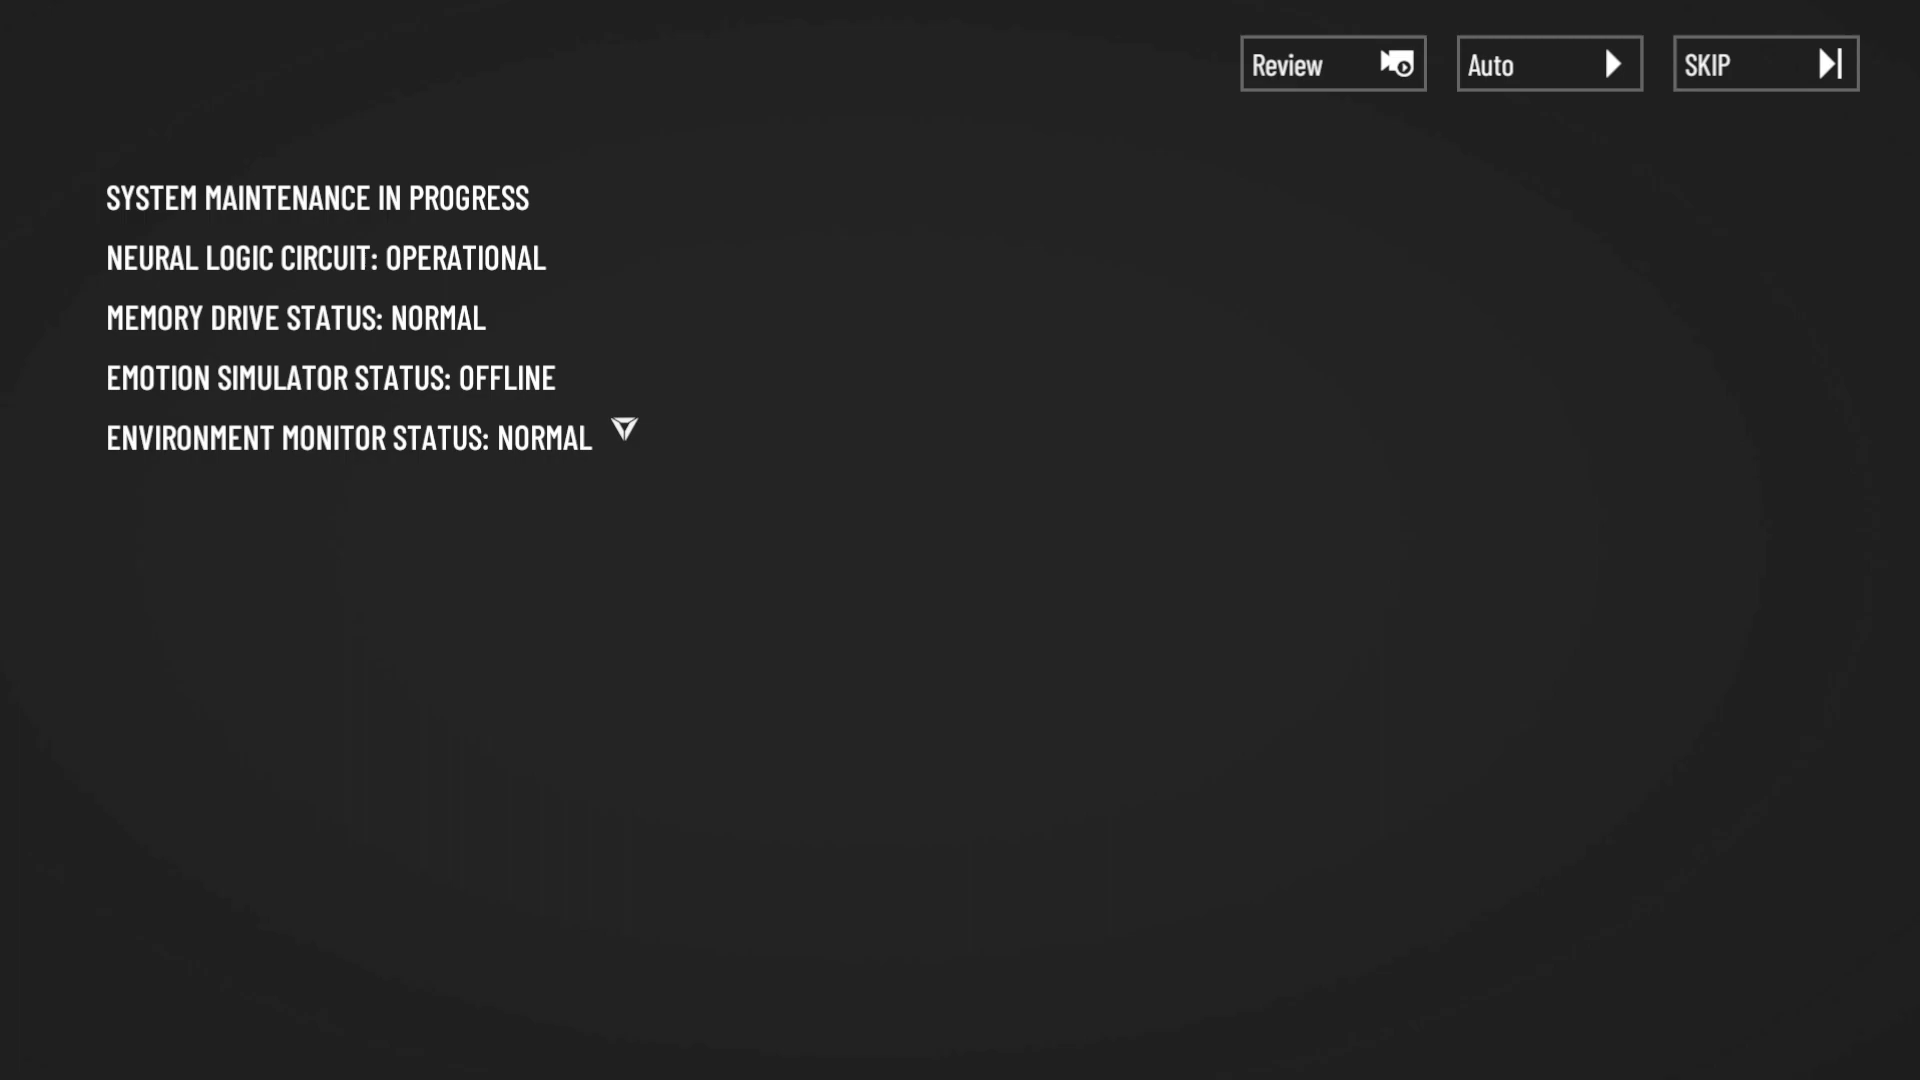 Review
Auto
SKIP
SYSTEM MAINTENANCE IN PROGRESS
NEURAL LOGIC CIRCUIT: OPERATIONAL
MEMORY DRIVE STATUS: NORMAL
EMOTION SIMULATOR STATUS: OFFLINE
ENVIRONMENT MONITOR STATUS: NORMAL